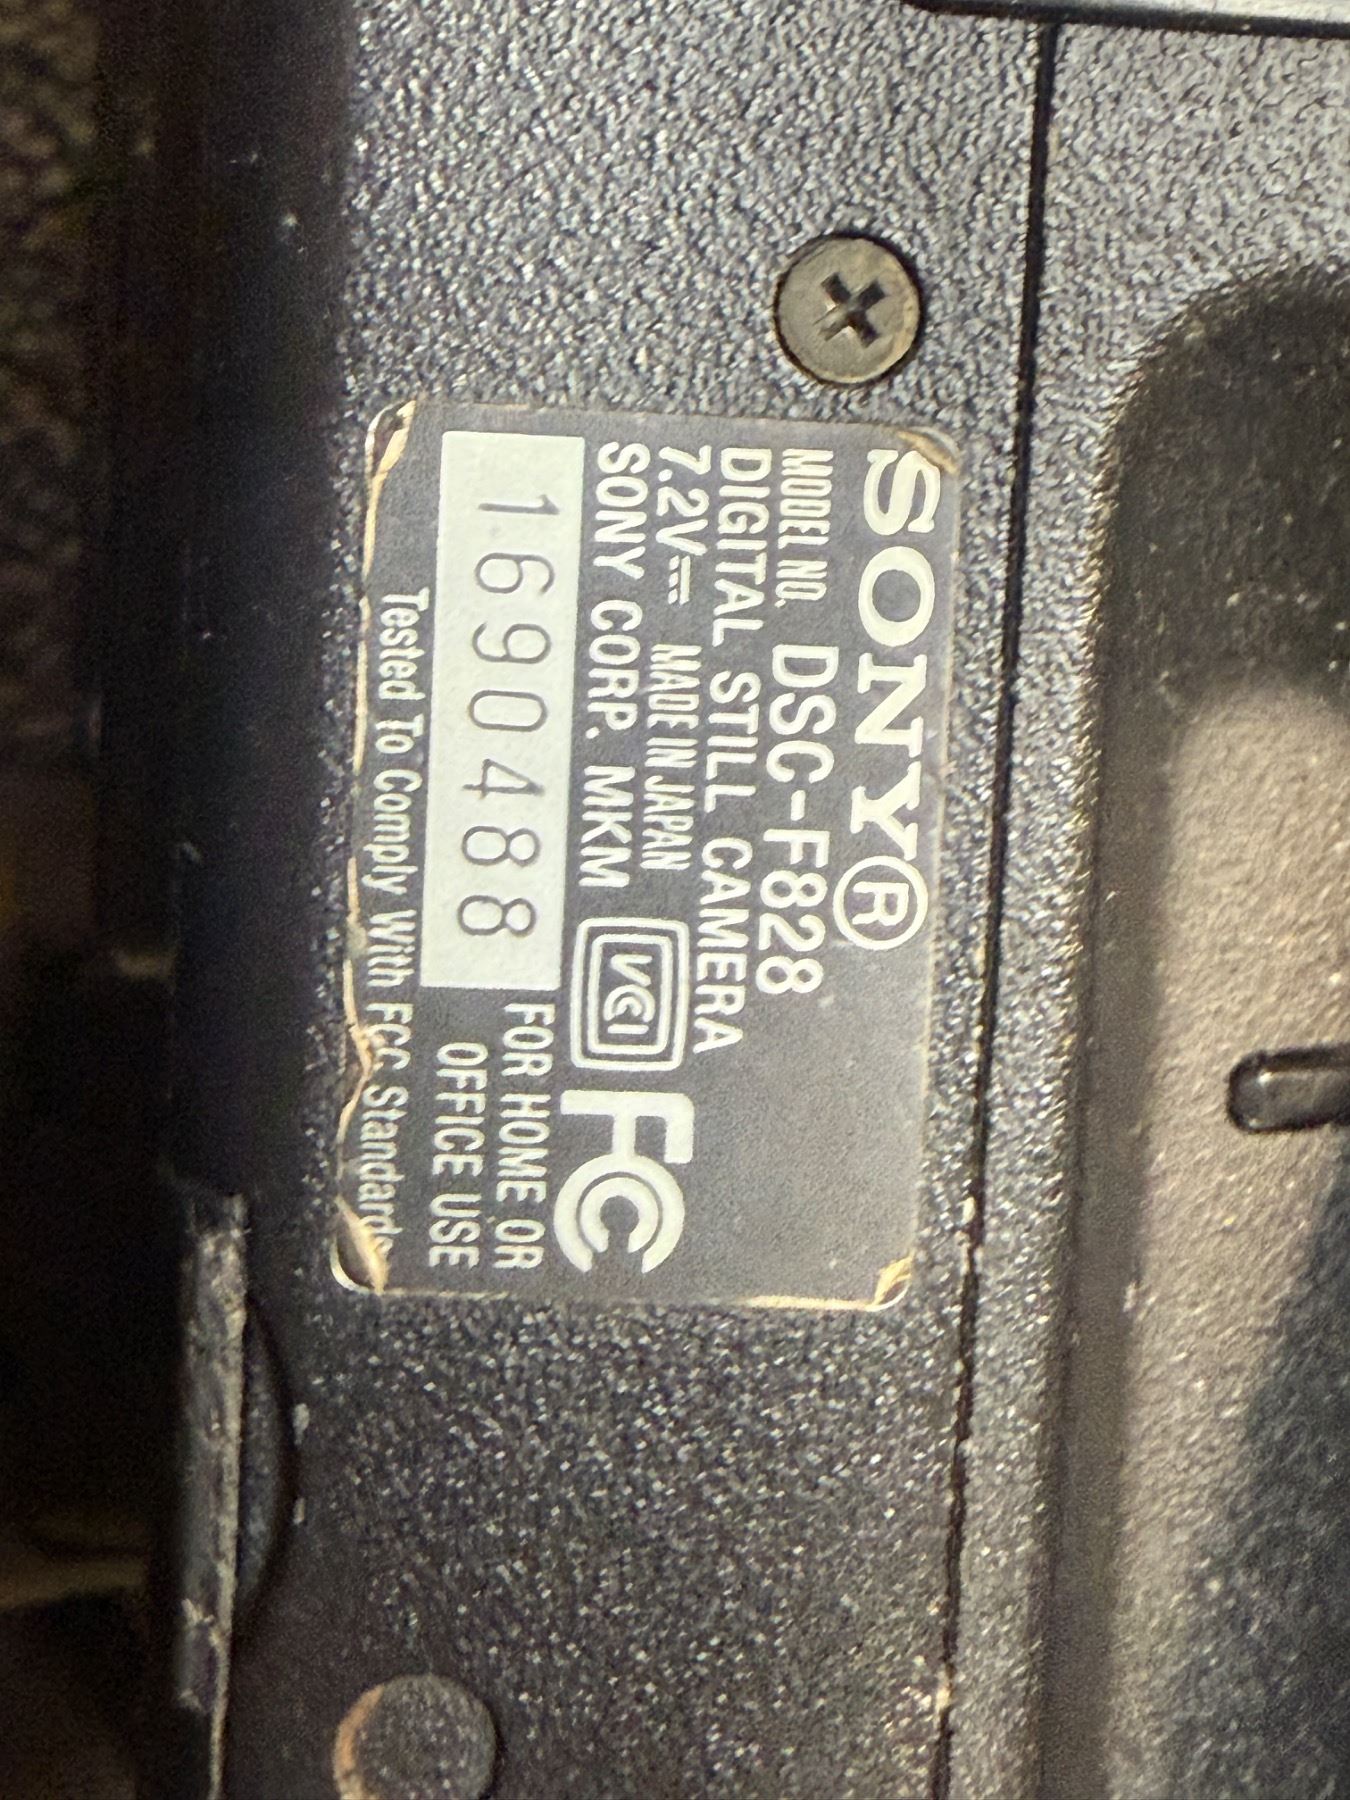 SONY®
MODEL NO. DSC-F828
DIGITAL STILL CAMERA
7.2V⎓ MADE IN JAPAN
SONY CORP. MKM
VCI
FC
1690488
FOR HOME OR
OFFICE USE
Tested To Comply With FCC Standards